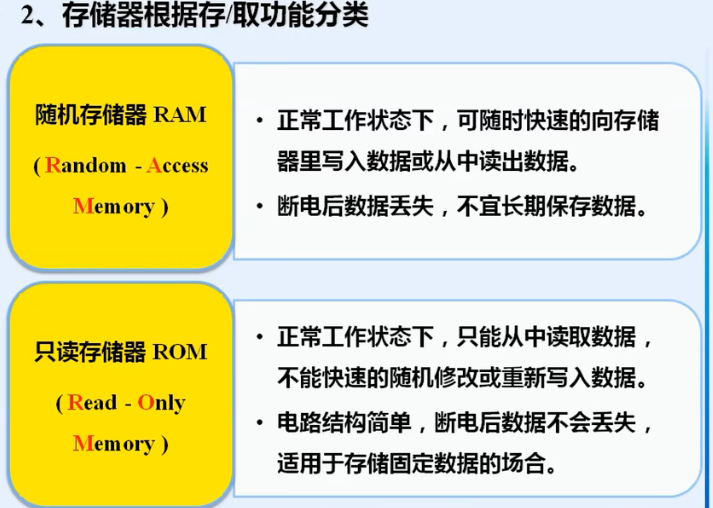 2、存储器根据存/取功能分类
随机存储器 RAM
( Random - Access
Memory )
• 正常工作状态下，可随时快速的向存储
器里写入数据或从中读出数据。
• 断电后数据丢失，不宜长期保存数据。
只读存储器 ROM
( Read - Only
Memory )
• 正常工作状态下，只能从中读取数据，
不能快速的随机修改或重新写入数据。
• 电路结构简单，断电后数据不会丢失，
适用于存储固定数据的场合。